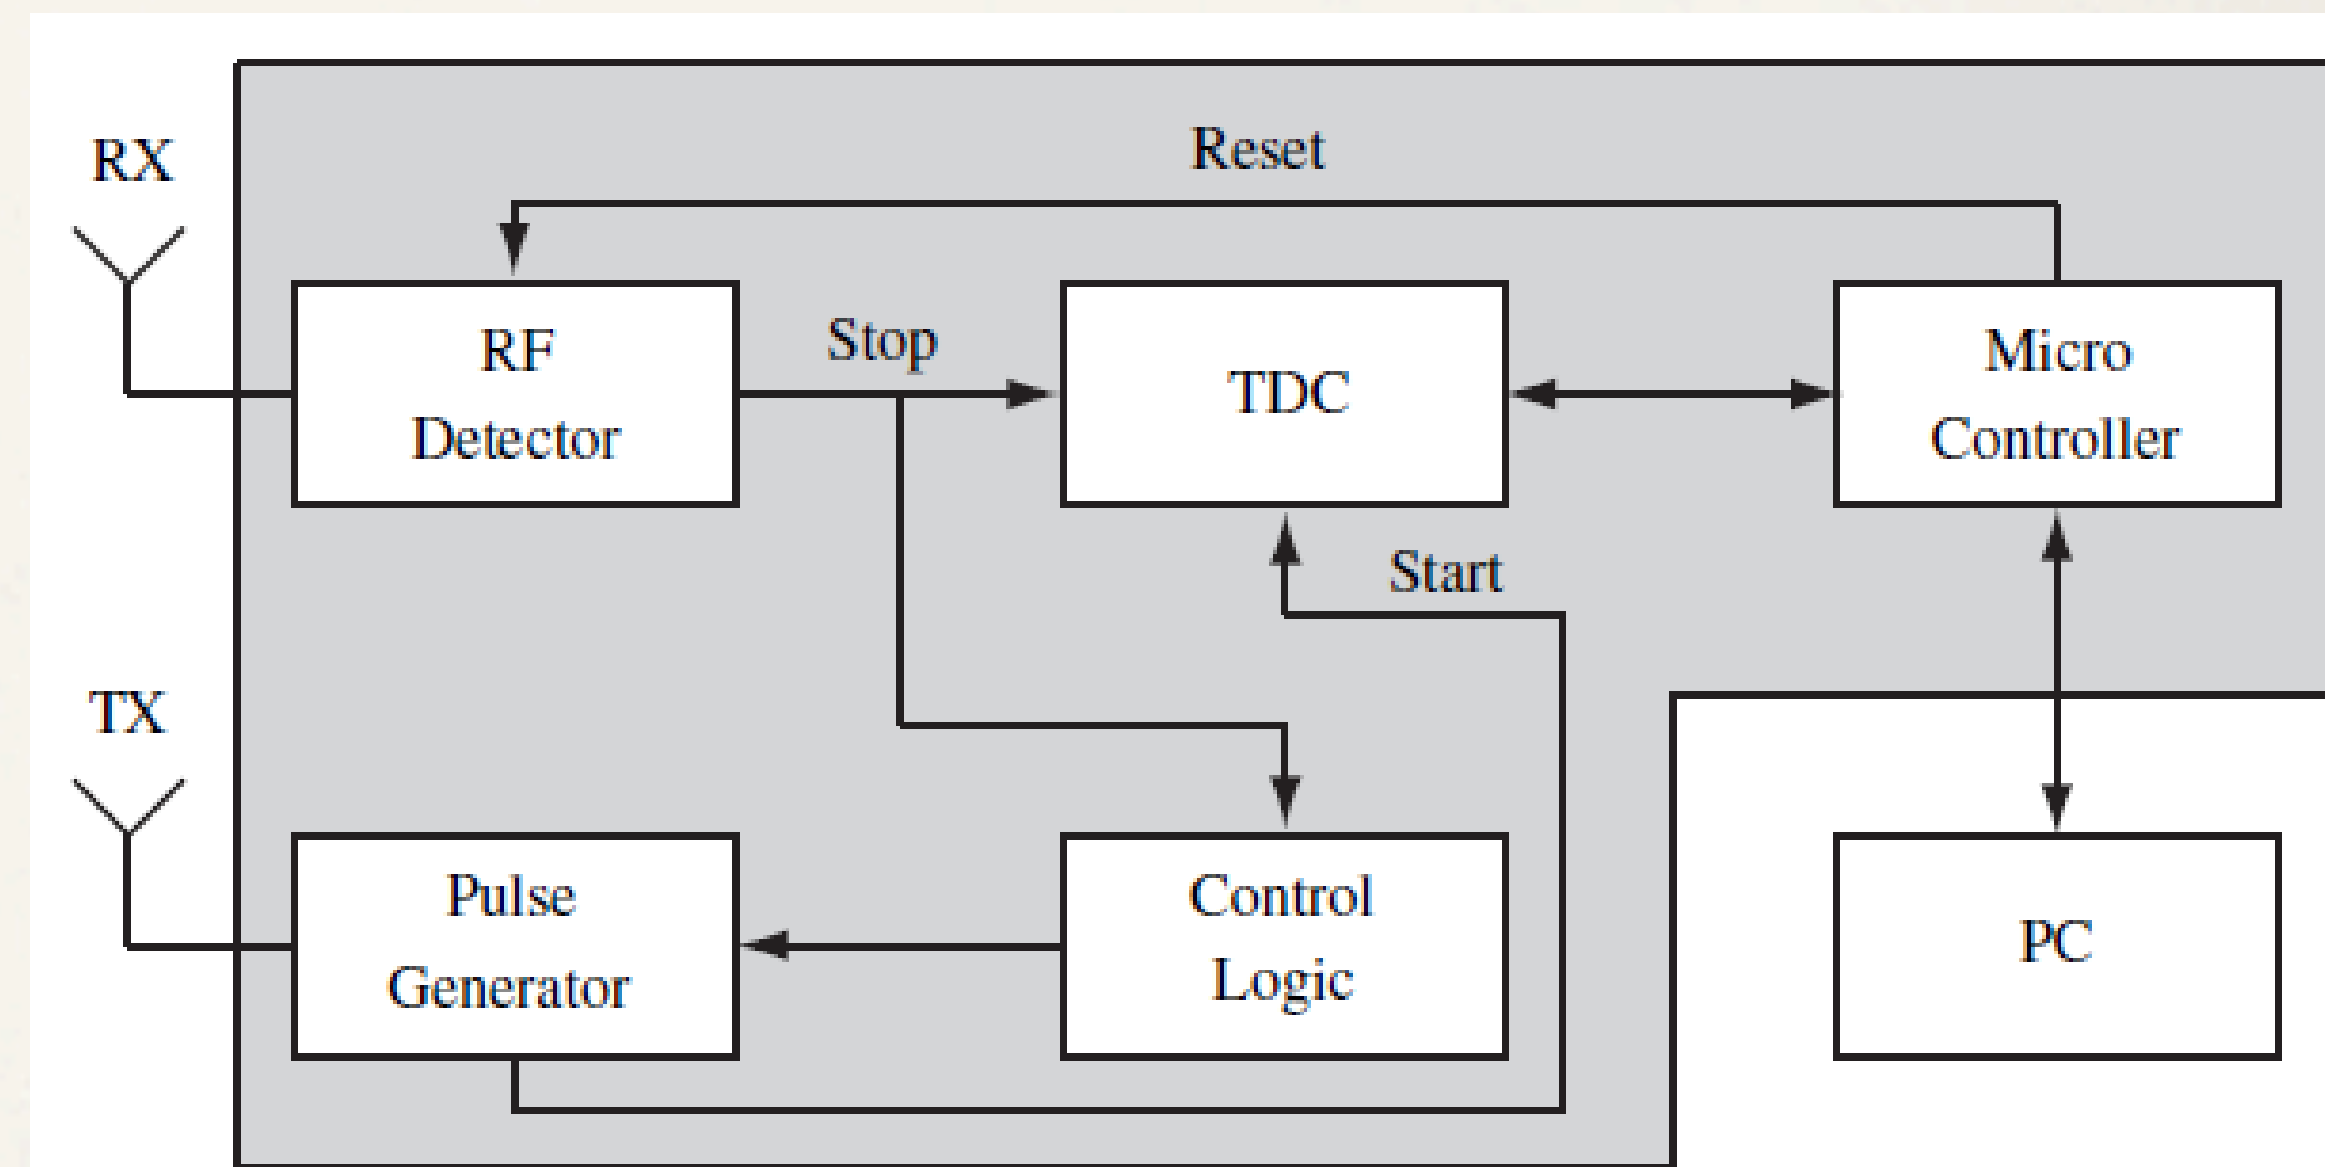 Reset
RX
RF
Detector
Stop
TDC
Micro
Controller
Start
TX
Pulse
Generator
Control
Logic
PC